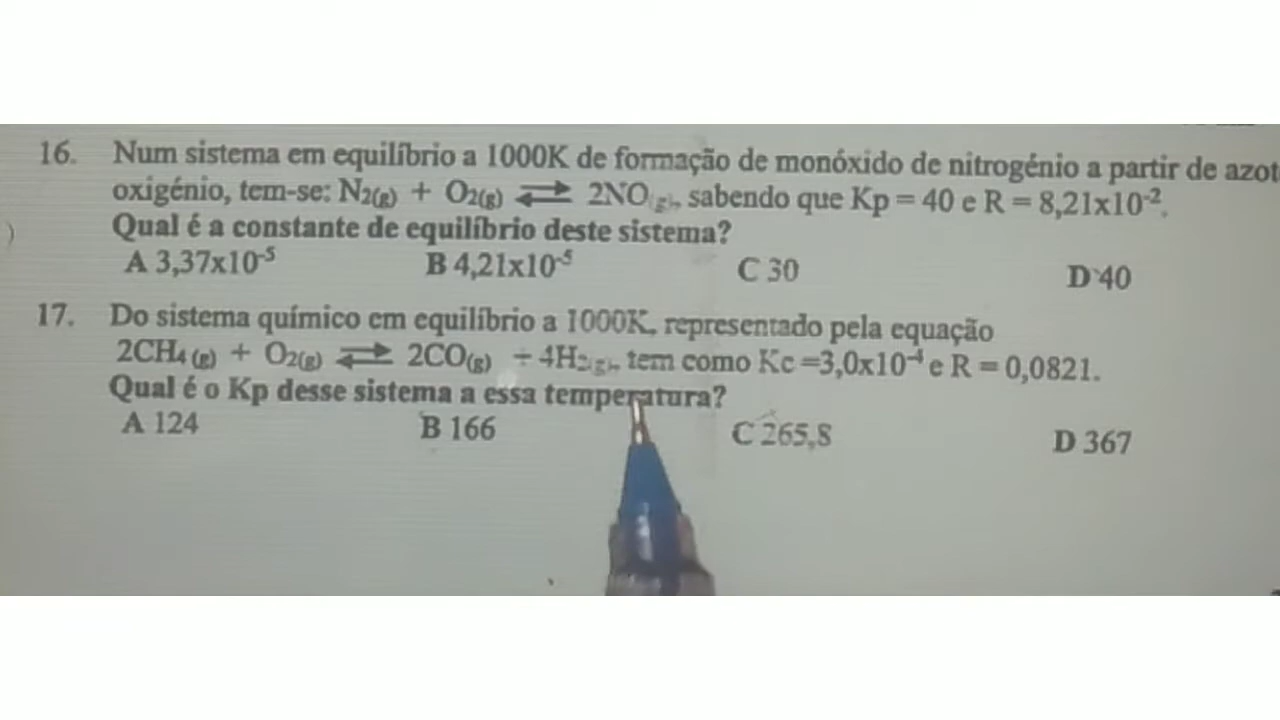 16. Num sistema em equilíbrio a 1000K de formação de monóxido de nitrogénio a partir de azot
oxigénio, tem-se: N₂(g) + O₂(g) ⇌ 2NO(g), sabendo que Kp = 40 e R = 8,21x10⁻².
Qual é a constante de equilíbrio deste sistema?
A 3,37x10⁻⁵ B 4,21x10⁻⁵ C 30 D 40
17. Do sistema químico em equilíbrio a 1000K, representado pela equação
2CH₄(g) + O₂(g) ⇌ 2CO(g) + 4H₂(g), tem como Kc =3,0x10⁻⁴ e R = 0,0821.
Qual é o Kp desse sistema a essa temperatura?
A 124 B 166 C 265,8 D 367